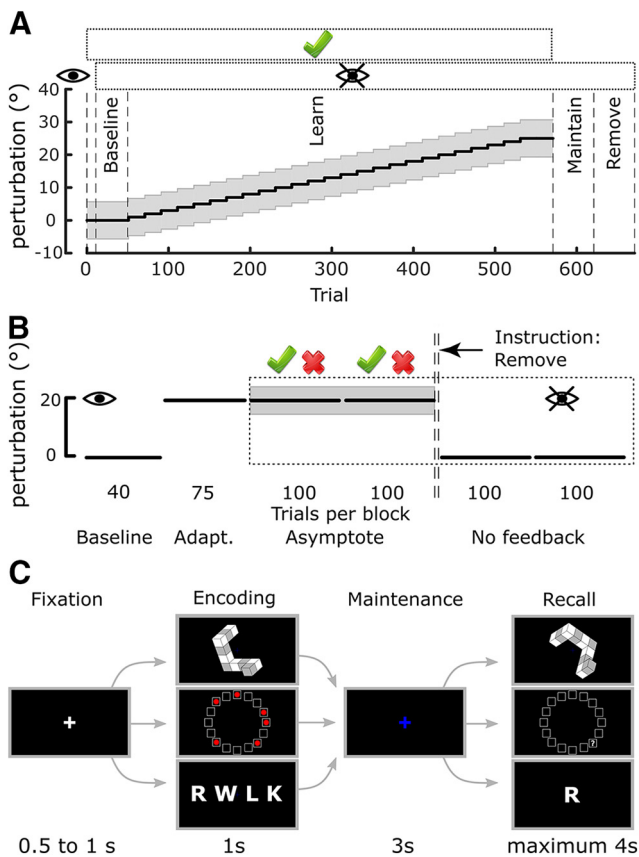 A
perturbation (°)
40
30
20
10
0
-10
Baseline
Learn
Maintain
Remove
0
100
200
300
400
500
600
Trial
B
Instruction:
Remove
perturbation (°)
20
0
40
75
100
100
100
100
Trials per block
Baseline
Adapt.
Asymptote
No feedback
C
Fixation
Encoding
Maintenance
Recall
+
+
?
R W L K
R
0.5 to 1 s
1s
3s
maximum 4s